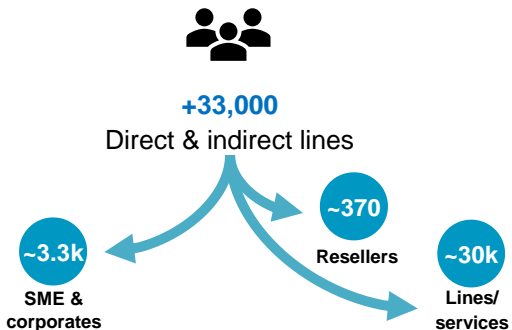 +33,000
Direct & indirect lines
~3.3k
SME &
corporates
~370
Resellers
~30k
Lines/
services